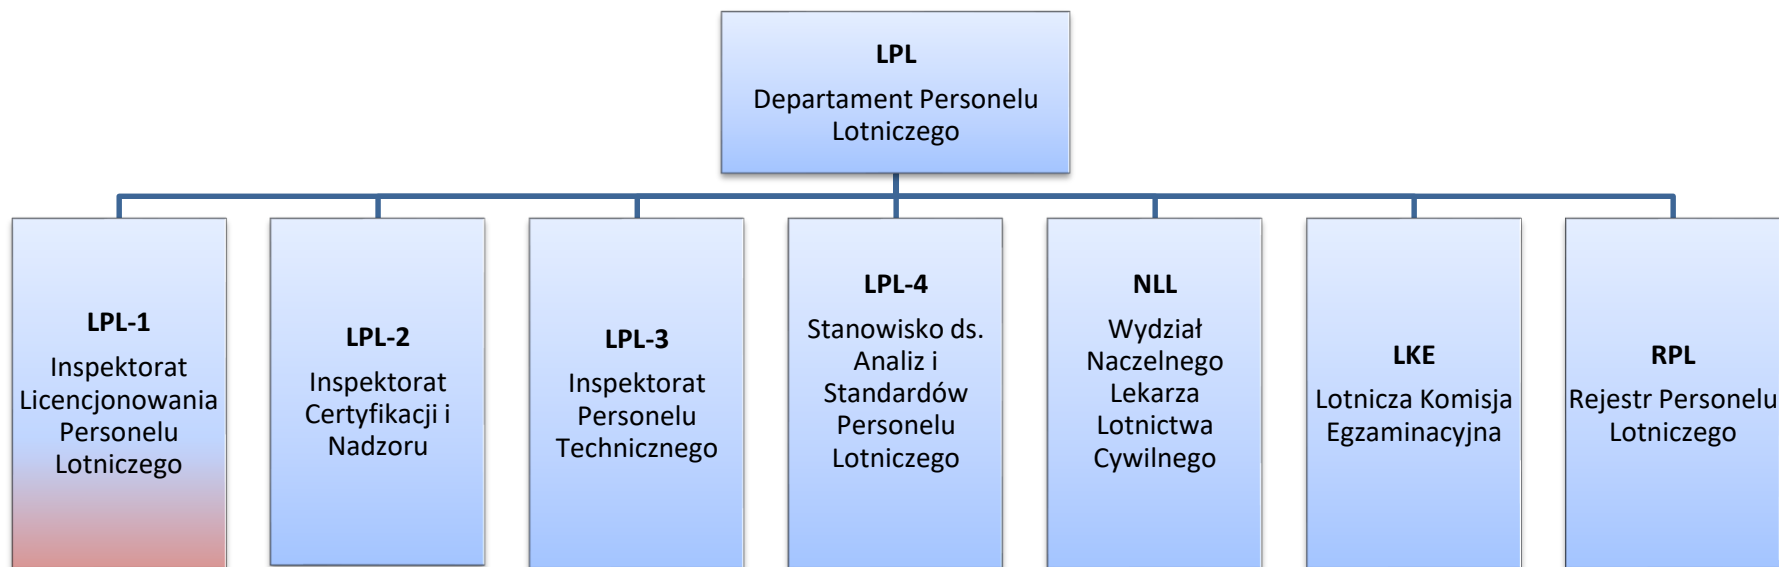 LPL
Departament Personelu
Lotniczego
LPL-1
Inspektorat
Licencjonowania
Personelu
Lotniczego
LPL-2
Inspektorat
Certyfikacji i
Nadzoru
LPL-3
Inspektorat
Personelu
Technicznego
LPL-4
Stanowisko ds.
Analiz i
Standardów
Personelu
Lotniczego
NLL
Wydział
Naczelnego
Lekarza
Lotnictwa
Cywilnego
LKE
Lotnicza Komisja
Egzaminacyjna
RPL
Rejestr Personelu
Lotniczego